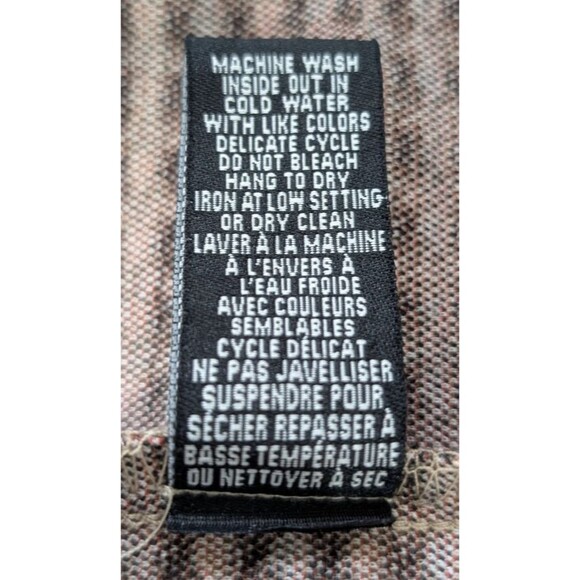 MACHINE WASH
INSIDE OUT IN
COLD WATER
WITH LIKE COLORS
DELICATE CYCLE
DO NOT BLEACH
HANG TO DRY
IRON AT LOW SETTING
OR DRY CLEAN
LAVER À LA MACHINE
À L'ENVERS À
L'EAU FROIDE
AVEC COULEURS
SEMBLABLES
CYCLE DÉLICAT
NE PAS JAVELLISER
SUSPENDRE POUR
SÉCHER REPASSER À
BASSE TEMPÉRATURE
OU NETTOYER À SEC